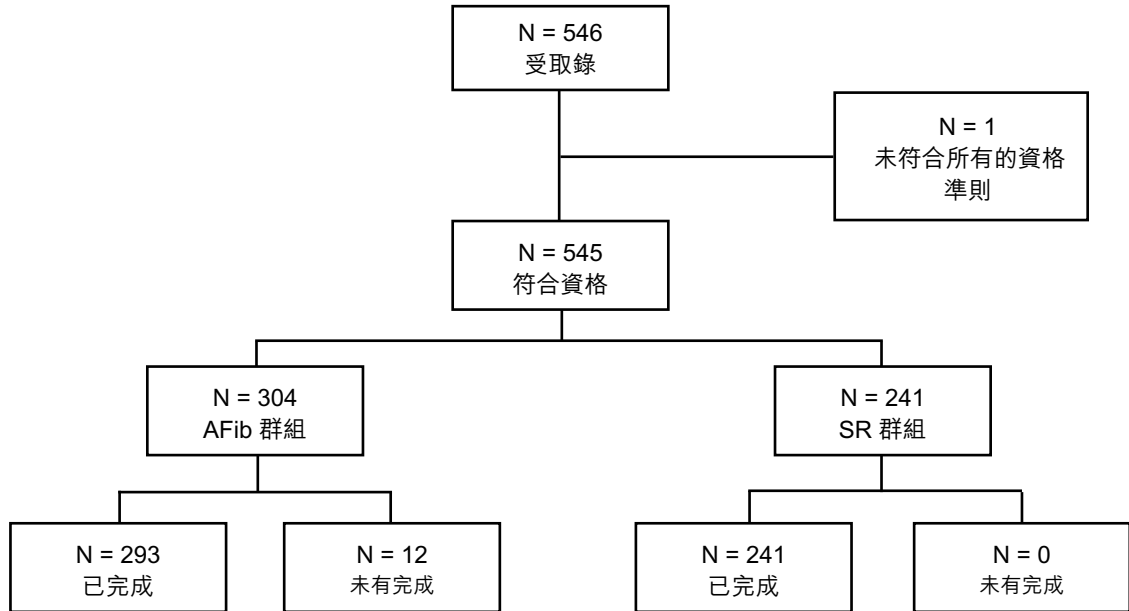 N = 546
受取錄
N = 1
未符合所有的資格
準則
N = 545
符合資格
N = 304
AFib 群組
N = 241
SR 群組
N = 293
已完成
N = 12
未有完成
N = 241
已完成
N = 0
未有完成